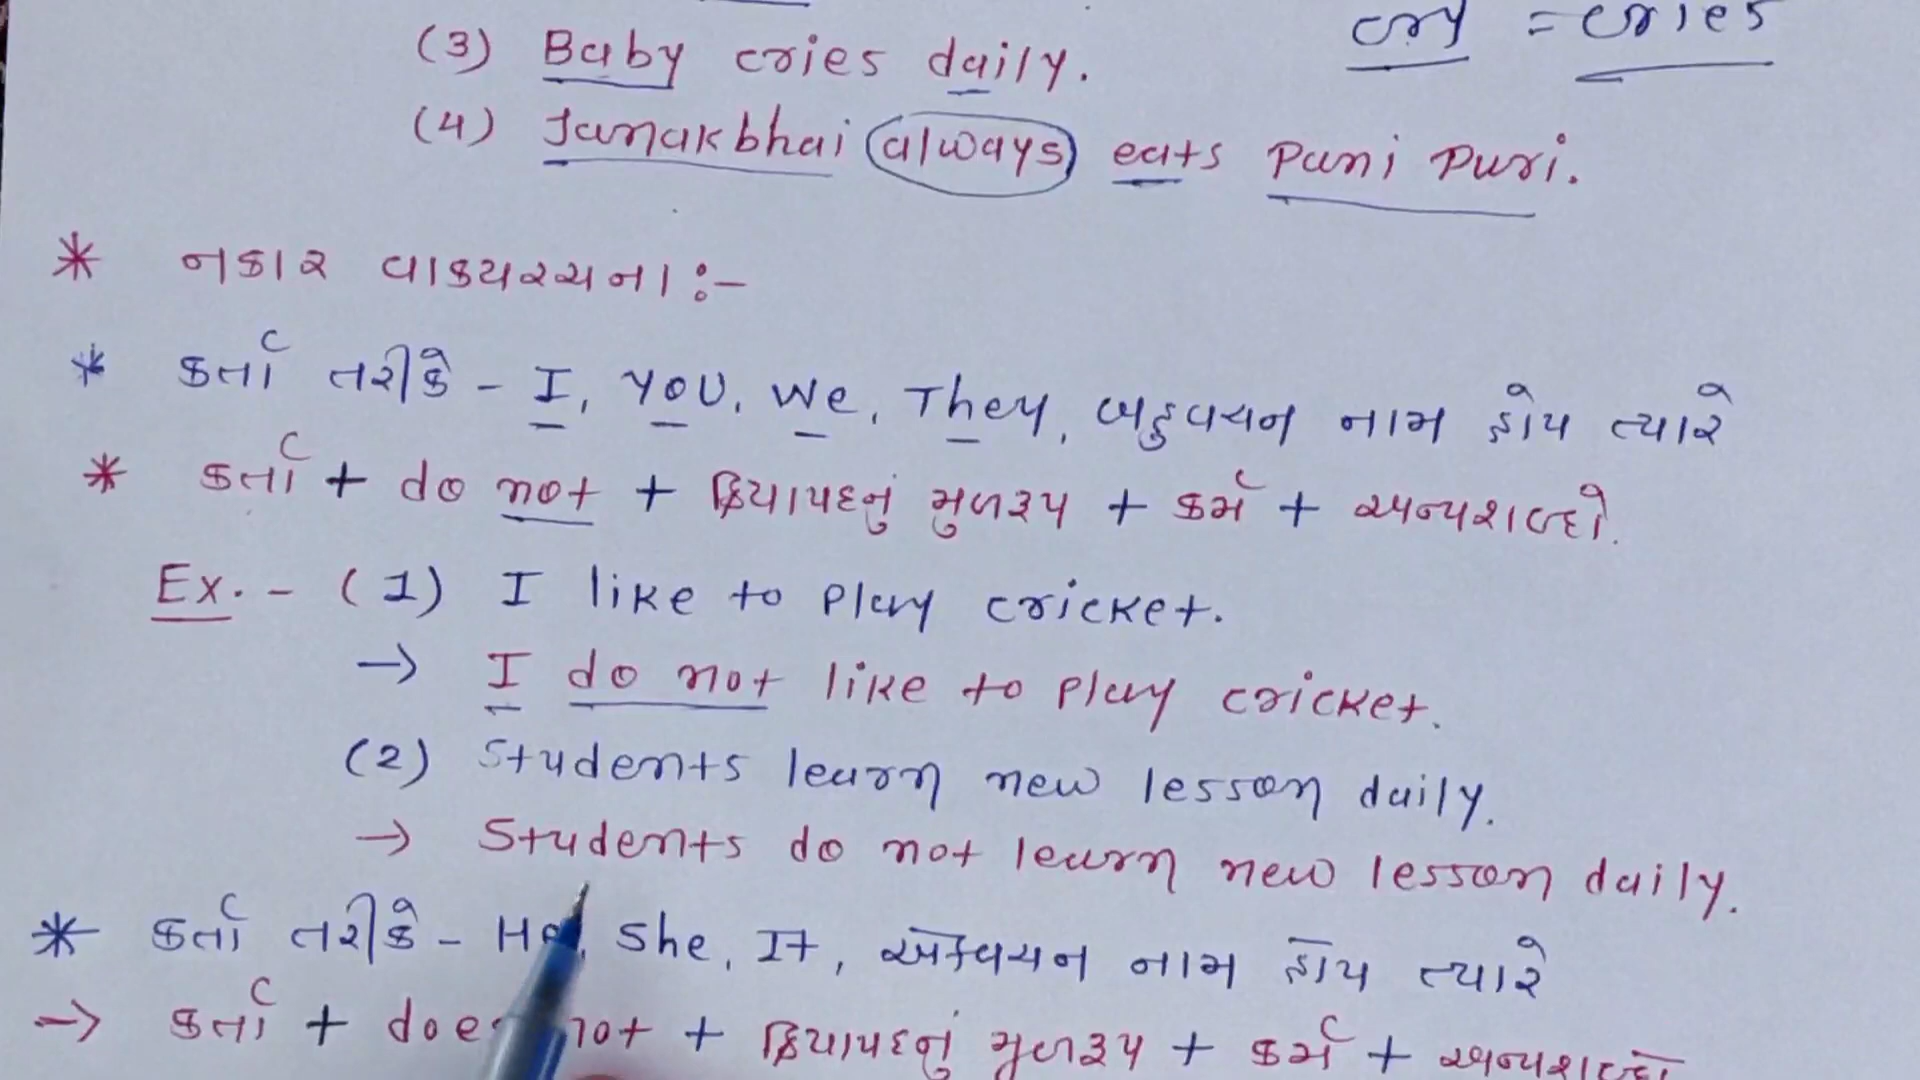 cry = cries
(3) Baby cries daily.
(4) Janakbhai always eats Pani Puri.
* નકાર વાક્યરચના :-
* કર્તા તરીકે - I, You, We, They, બહુવચન નામ હોય ત્યારે
* કર્તા + do not + ક્રિયાપદનું મુળરૂપ + કર્મ + અન્યશબ્દો.
Ex. - (1) I like to play cricket.
→ I do not like to play cricket.
(2) Students learn new lesson daily.
→ Students do not learn new lesson daily.
* કર્તા તરીકે - He, She, It, એકવચન નામ હોય ત્યારે
→ કર્તા + does not + ક્રિયાપદનું મૂળરૂપ + કર્મ + અન્યશબ્દો